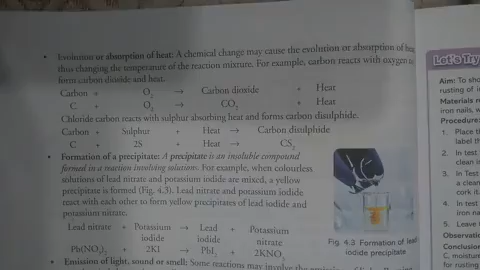 • Evolution or absorption of heat: A chemical change may cause the evolution or absorption of heat
thus changing the temperature of the reaction mixture. For example, carbon reacts with oxygen to
form carbon dioxide and heat.
Carbon + O₂ → Carbon dioxide + Heat
C + O₂ → CO₂ + Heat
Chloride carbon reacts with sulphur absorbing heat and forms carbon disulphide.
Carbon + Sulphur + Heat → Carbon disulphide
C + 2S + Heat → CS₂
• Formation of a precipitate: A precipitate is an insoluble compound
formed in a reaction involving solutions. For example, when colourless
solutions of lead nitrate and potassium iodide are mixed, a yellow
precipitate is formed (Fig. 4.3). Lead nitrate and potassium iodide
react with each other to form yellow precipitates of lead iodide and
potassium nitrate.
Lead nitrate + Potassium → Lead + Potassium
iodide iodide nitrate
Pb(NO₃)₂ + 2KI → PbI₂ + 2KNO₃
• Emission of light, sound or smell: Some reactions may involve the
Fig 4.3 Formation of lead
iodide precipitate
Let's Try
Aim: To sho
rusting of i
Materials r
iron nails, w
Procedure:
1. Place th
label th
2. In test
clean ir
3. In Test
a clean
cork it.
4. In test
iron na
5. Leave
Observatio
Conclusion
C, moisture
for rusting